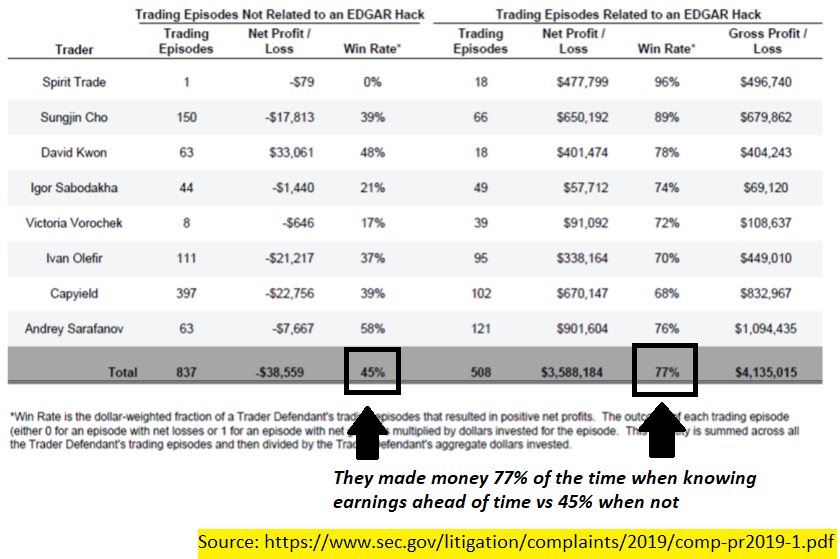 Trading Episodes Not Related to an EDGAR Hack Trading Episodes Related to an EDGAR Hack
Trader Trading Episodes Net Profit / Loss Win Rate* Trading Episodes Net Profit / Loss Win Rate* Gross Profit / Loss
Spirit Trade 1 -$79 0% 18 $477,799 96% $496,740
Sungjin Cho 150 -$17,813 39% 66 $650,192 89% $679,862
David Kwon 63 $33,061 48% 18 $401,474 78% $404,243
Igor Sabodakha 44 -$1,440 21% 49 $57,712 74% $69,120
Victoria Vorochek 8 -$646 17% 39 $91,092 72% $108,637
Ivan Olefir 111 -$21,217 37% 95 $338,164 70% $449,010
Capyield 397 -$22,756 39% 102 $670,147 68% $832,967
Andrey Sarafanov 63 -$7,667 58% 121 $901,604 76% $1,094,435
Total 837 -$38,559 45% 508 $3,588,184 77% $4,135,015
*Win Rate is the dollar-weighted fraction of a Trader Defendant's trading episodes that resulted in positive net profits. The outcome of each trading episode
(either 0 for an episode with net losses or 1 for an episode with net multiplied by dollars invested for the episode. This is summed across all
the Trader Defendant's trading episodes and then divided by the Trader Defendant's aggregate dollars invested.
They made money 77% of the time when knowing
earnings ahead of time vs 45% when not
Source: https://www.sec.gov/litigation/complaints/2019/comp-pr2019-1.pdf